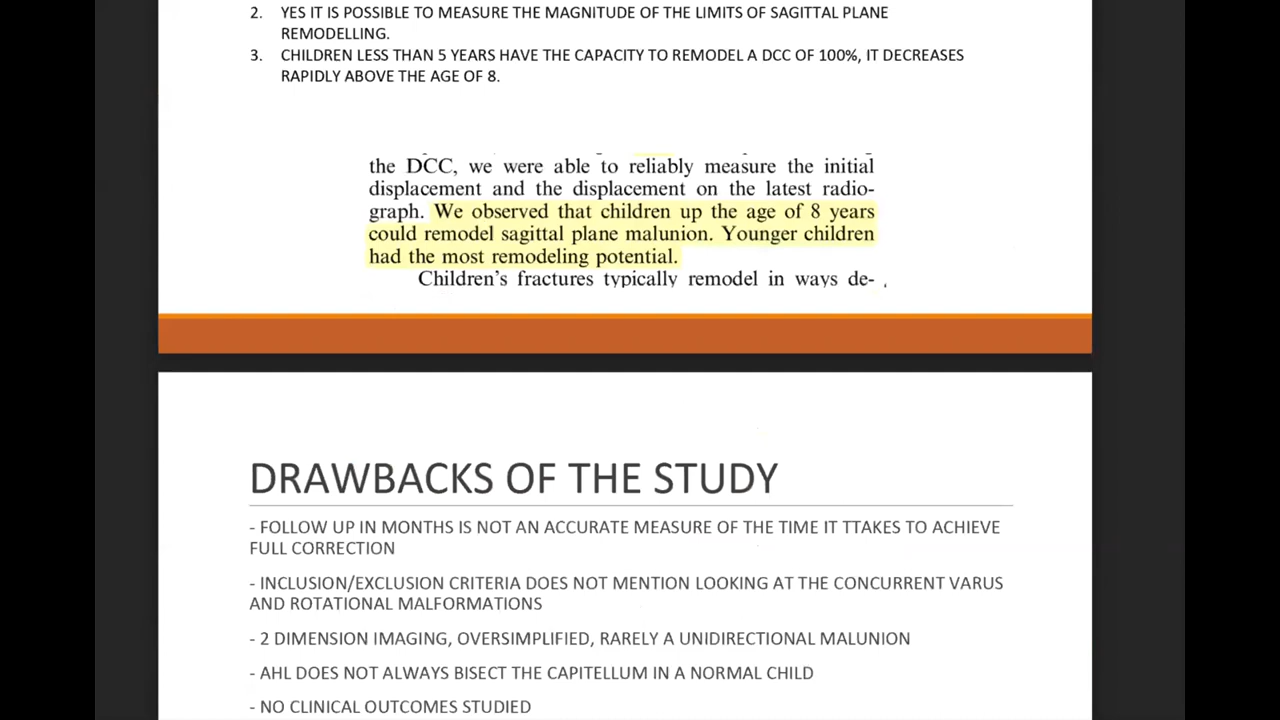 2. YES IT IS POSSIBLE TO MEASURE THE MAGNITUDE OF THE LIMITS OF SAGITTAL PLANE
REMODELLING.
3. CHILDREN LESS THAN 5 YEARS HAVE THE CAPACITY TO REMODEL A DCC OF 100%, IT DECREASES
RAPIDLY ABOVE THE AGE OF 8.
the DCC, we were able to reliably measure the initial
displacement and the displacement on the latest radio-
graph. We observed that children up the age of 8 years
could remodel sagittal plane malunion. Younger children
had the most remodeling potential.
Children's fractures typically remodel in ways de-
DRAWBACKS OF THE STUDY
- FOLLOW UP IN MONTHS IS NOT AN ACCURATE MEASURE OF THE TIME IT TTAKES TO ACHIEVE
FULL CORRECTION
- INCLUSION/EXCLUSION CRITERIA DOES NOT MENTION LOOKING AT THE CONCURRENT VARUS
AND ROTATIONAL MALFORMATIONS
- 2 DIMENSION IMAGING, OVERSIMPLIFIED, RARELY A UNIDIRECTIONAL MALUNION
- AHL DOES NOT ALWAYS BISECT THE CAPITELLUM IN A NORMAL CHILD
- NO CLINICAL OUTCOMES STUDIED